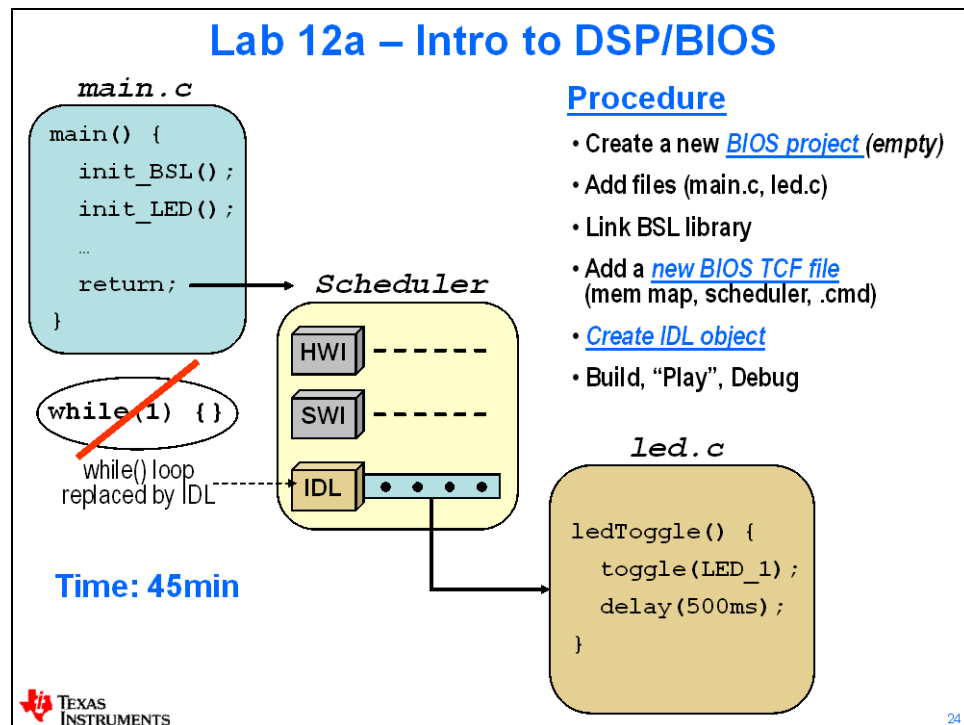 Lab 12a – Intro to DSP/BIOS
main.c
main() {
init_BSL();
init_LED();
…
return;
}
while(1) {}
while() loop
replaced by IDL
Time: 45min
Scheduler
HWI
SWI
IDL
Procedure
• Create a new BIOS project (empty)
• Add files (main.c, led.c)
• Link BSL library
• Add a new BIOS TCF file
(mem map, scheduler, .cmd)
• Create IDL object
• Build, “Play”, Debug
led.c
ledToggle() {
toggle(LED_1);
delay(500ms);
}
TEXAS
INSTRUMENTS
24